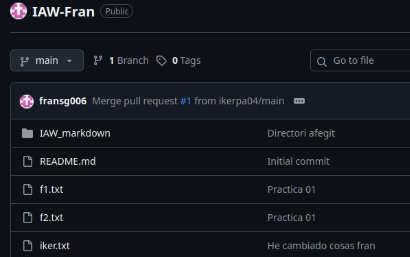 IAW-Fran Public
main 1 Branch 0 Tags Go to file
fransg006 Merge pull request #1 from ikerpa04/main
IAW_markdown Directori afegit
README.md Initial commit
f1.txt Practica 01
f2.txt Practica 01
iker.txt He cambiado cosas fran